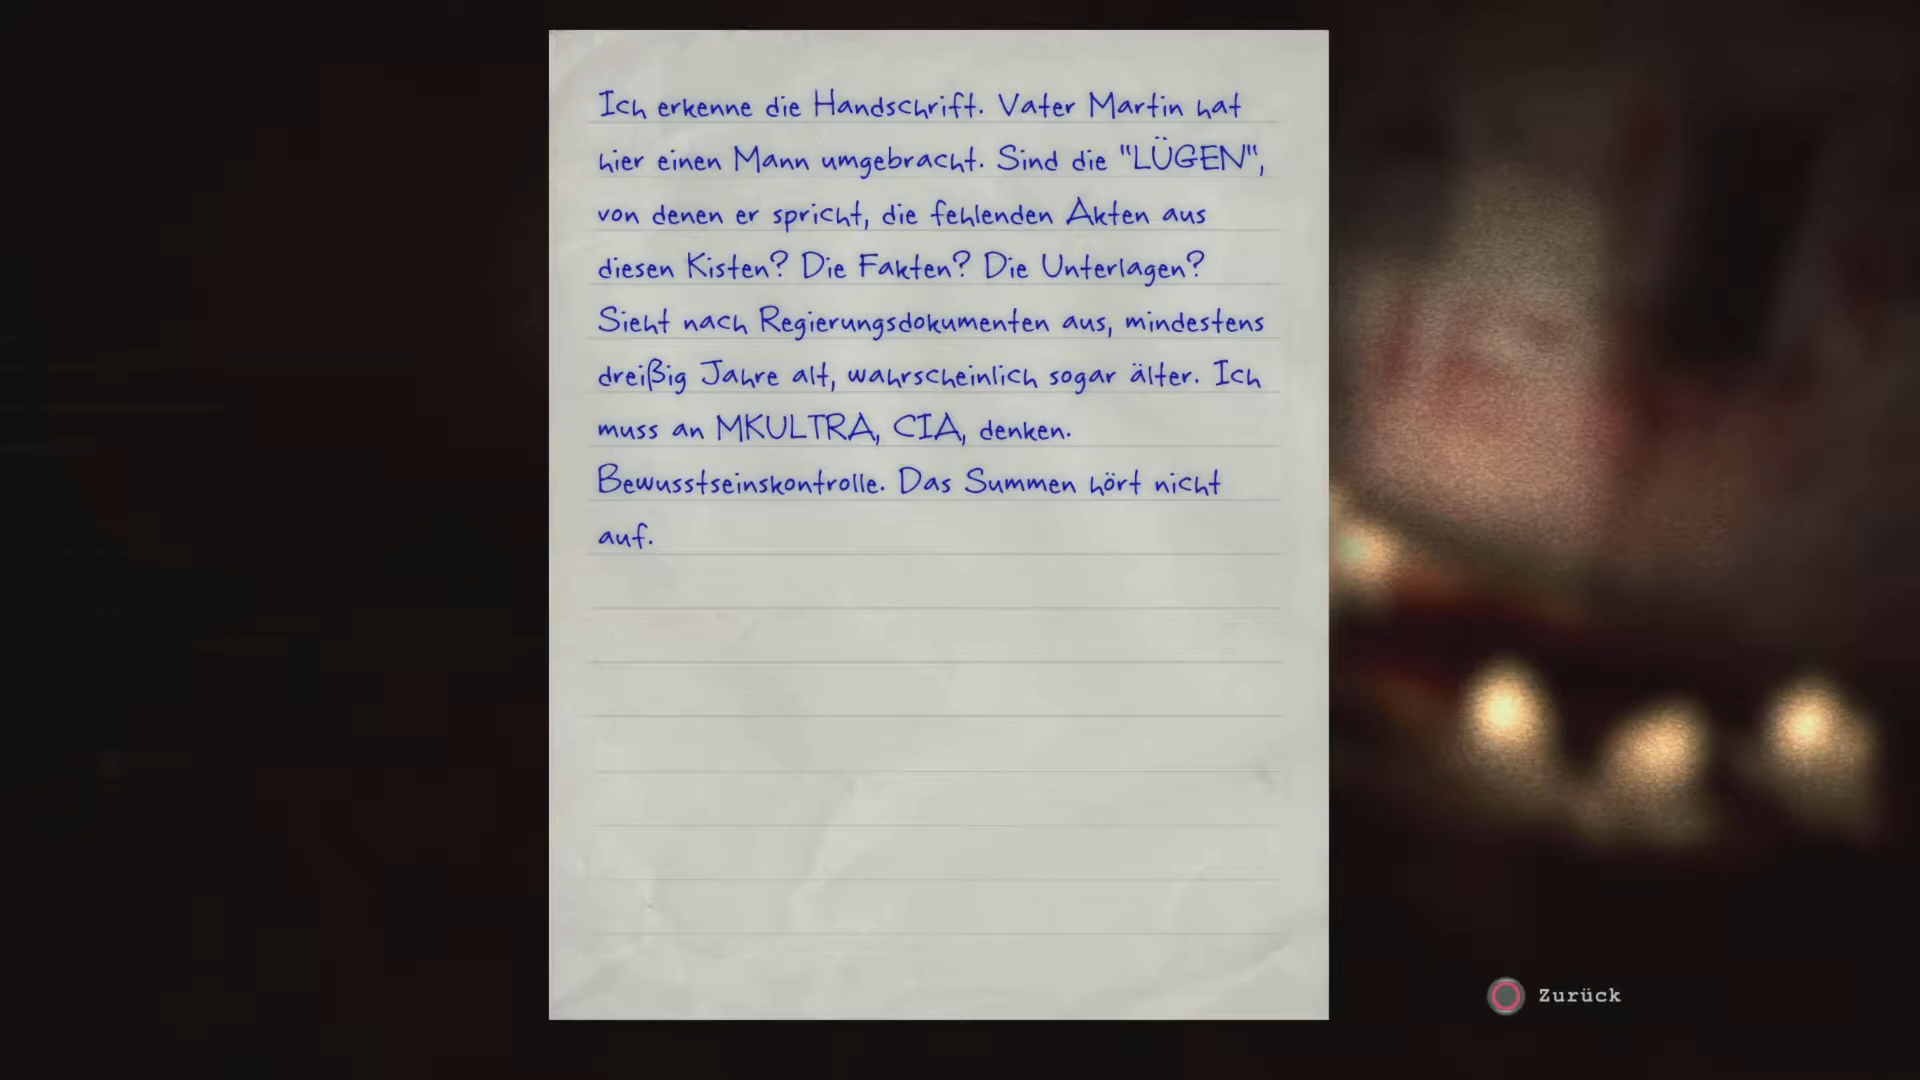 Ich erkenne die Handschrift. Vater Martin hat
hier einen Mann umgebracht. Sind die "LÜGEN",
von denen er spricht, die fehlenden Akten aus
diesen Kisten? Die Fakten? Die Unterlagen?
Sieht nach Regierungsdokumenten aus, mindestens
dreißig Jahre alt, wahrscheinlich sogar älter. Ich
muss an MKULTRA, CIA, denken.
Bewusstseinskontrolle. Das Summen hört nicht
auf.
Zurück